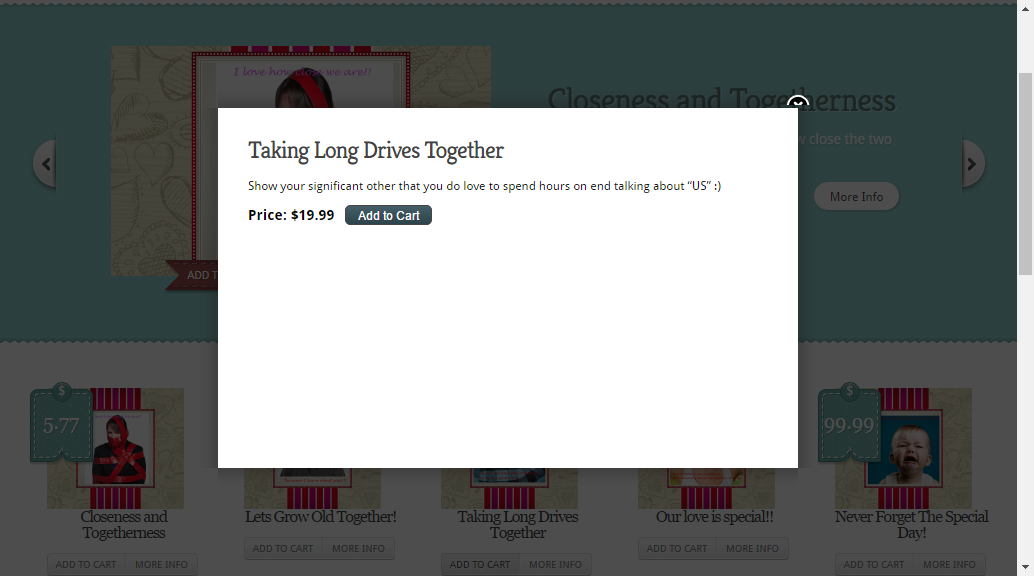 I love how close we are!!
Closeness and Togetherness
w close the two
More Info
ADD T
Taking Long Drives Together
Show your significant other that you do love to spend hours on end talking about “US” :)
Price: $19.99 Add to Cart
$
5.77
$
99.99
Closeness and
Togetherness
ADD TO CART MORE INFO
Lets Grow Old Together!
ADD TO CART MORE INFO
Taking Long Drives
Together
ADD TO CART MORE INFO
Our love is special!!
ADD TO CART MORE INFO
Never Forget The Special
Day!
ADD TO CART MORE INFO